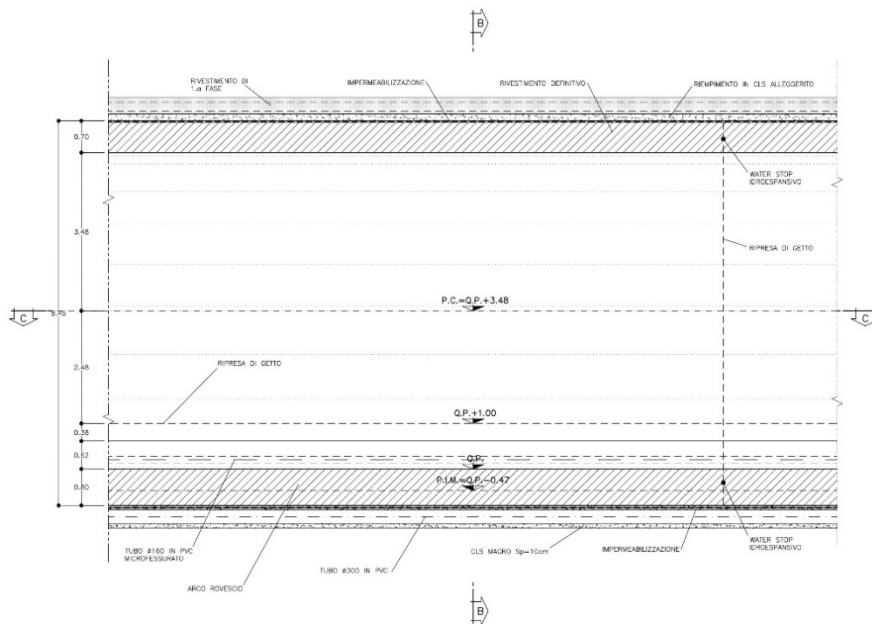 B
RIVESTIMENTO DI
1.a FASE
IMPERMEABILIZZAZIONE
RIVESTIMENTO DEFINITIVO
RIEMPIMENTO IN CLS ALLEGGERITO
0.70
WATER STOP
IDROESPANSIVO
3.48
RIPRESA DI GETTO
P.C.=Q.P.+3.48
C
C
2.48
RIPRESA DI GETTO
Q.P.+1.00
0.38
0.62
Q.P.
P.I.M.=Q.P.-0.47
0.80
TUBO ø160 IN PVC
MICROFESSURATO
TUBO ø300 IN PVC
CLS MAGRO Sp=10cm
IMPERMEABILIZZAZIONE
WATER STOP
IDROESPANSIVO
ARCO ROVESCIO
B